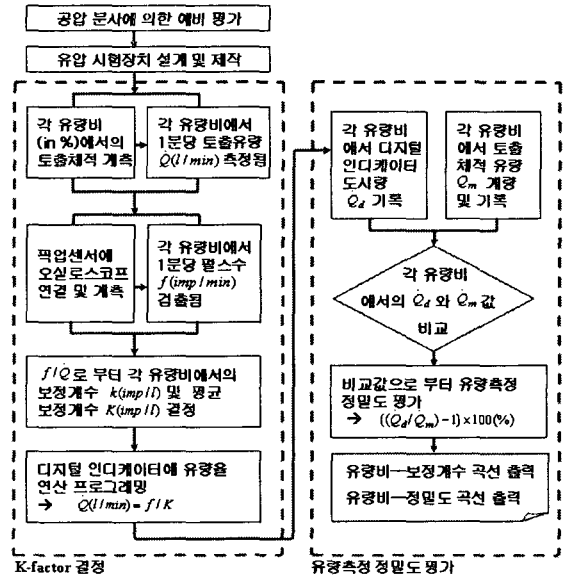 공압 분사에 의한 예비 평가
유압 시험장치 설계 및 제작
각 유량비
(in %)에서의
토출체적 계측
각 유량비에서
1분당 토출유량
Q̇(l/min) 측정됨
픽업센서에
오실로스코프
연결 및 계측
각 유량비에서
1분당 펄스수
f(imp/min)
검출됨
f/Q̇로 부터 각 유량비에서의
보정계수 k(imp/l) 및 평균
보정계수 K(imp/l) 결정
디지털 인디케이터에 유량율
연산 프로그래밍
→ Q̇(l/min) = f/K
K-factor 결정
각 유량비
에서 디지털
인디케이터
도시량
Q̇d 기록
각 유량비
에서 토출
체적 유량
Q̇m 계량
및 기록
각 유량비
에서의 Q̇d 와 Q̇m 값
비교
비교값으로 부터 유량측정
정밀도 평가
→ ((Q̇d/Q̇m)−1)×100(%)
유량비—보정계수 곡선 출력
유량비—정밀도 곡선 출력
유량측정 정밀도 평가